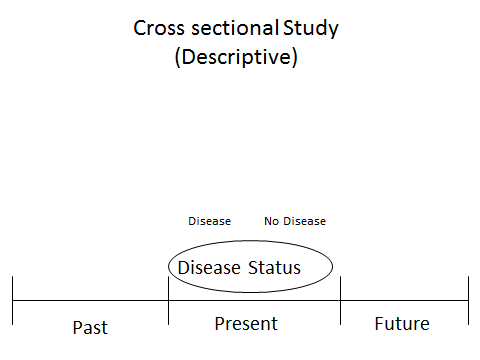 Cross sectional Study
(Descriptive)
Disease No Disease
Disease Status
Past Present Future